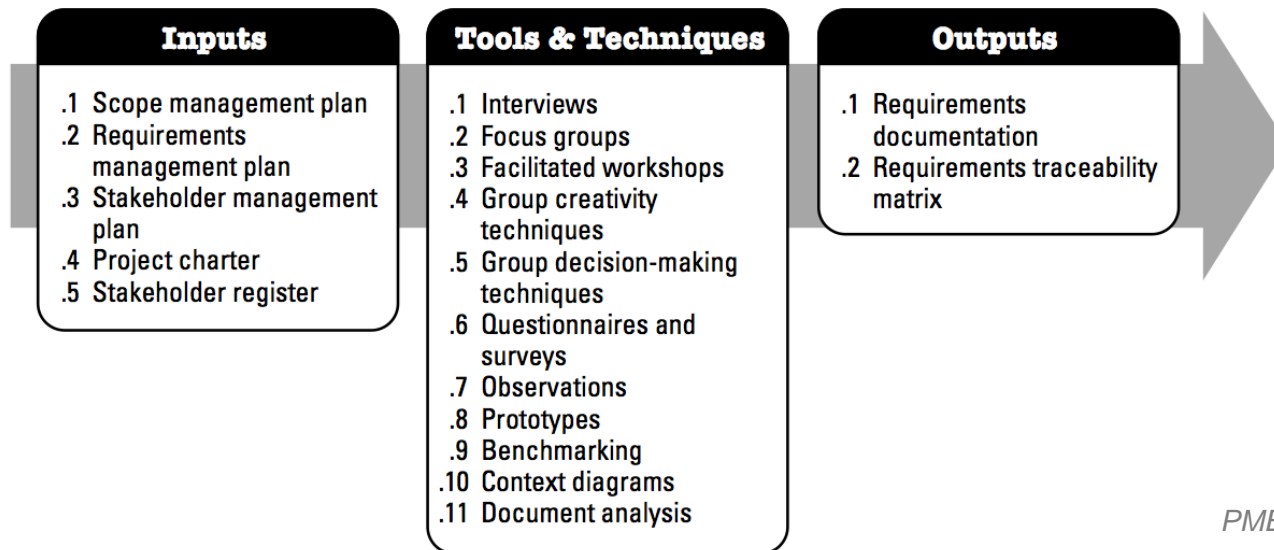 Inputs
.1 Scope management plan
.2 Requirements
management plan
.3 Stakeholder management
plan
.4 Project charter
.5 Stakeholder register
Tools & Techniques
.1 Interviews
.2 Focus groups
.3 Facilitated workshops
.4 Group creativity
techniques
.5 Group decision-making
techniques
.6 Questionnaires and
surveys
.7 Observations
.8 Prototypes
.9 Benchmarking
.10 Context diagrams
.11 Document analysis
Outputs
.1 Requirements
documentation
.2 Requirements traceability
matrix